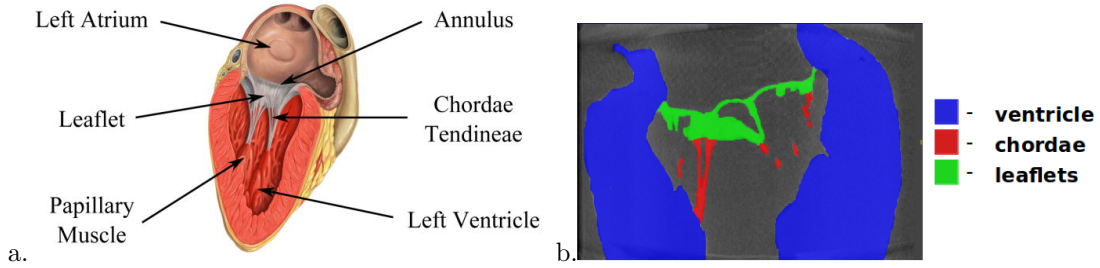 Left Atrium
Annulus
Leaflet
Chordae
Tendineae
Papillary
Muscle
Left Ventricle
a.
b.
- ventricle
- chordae
- leaflets